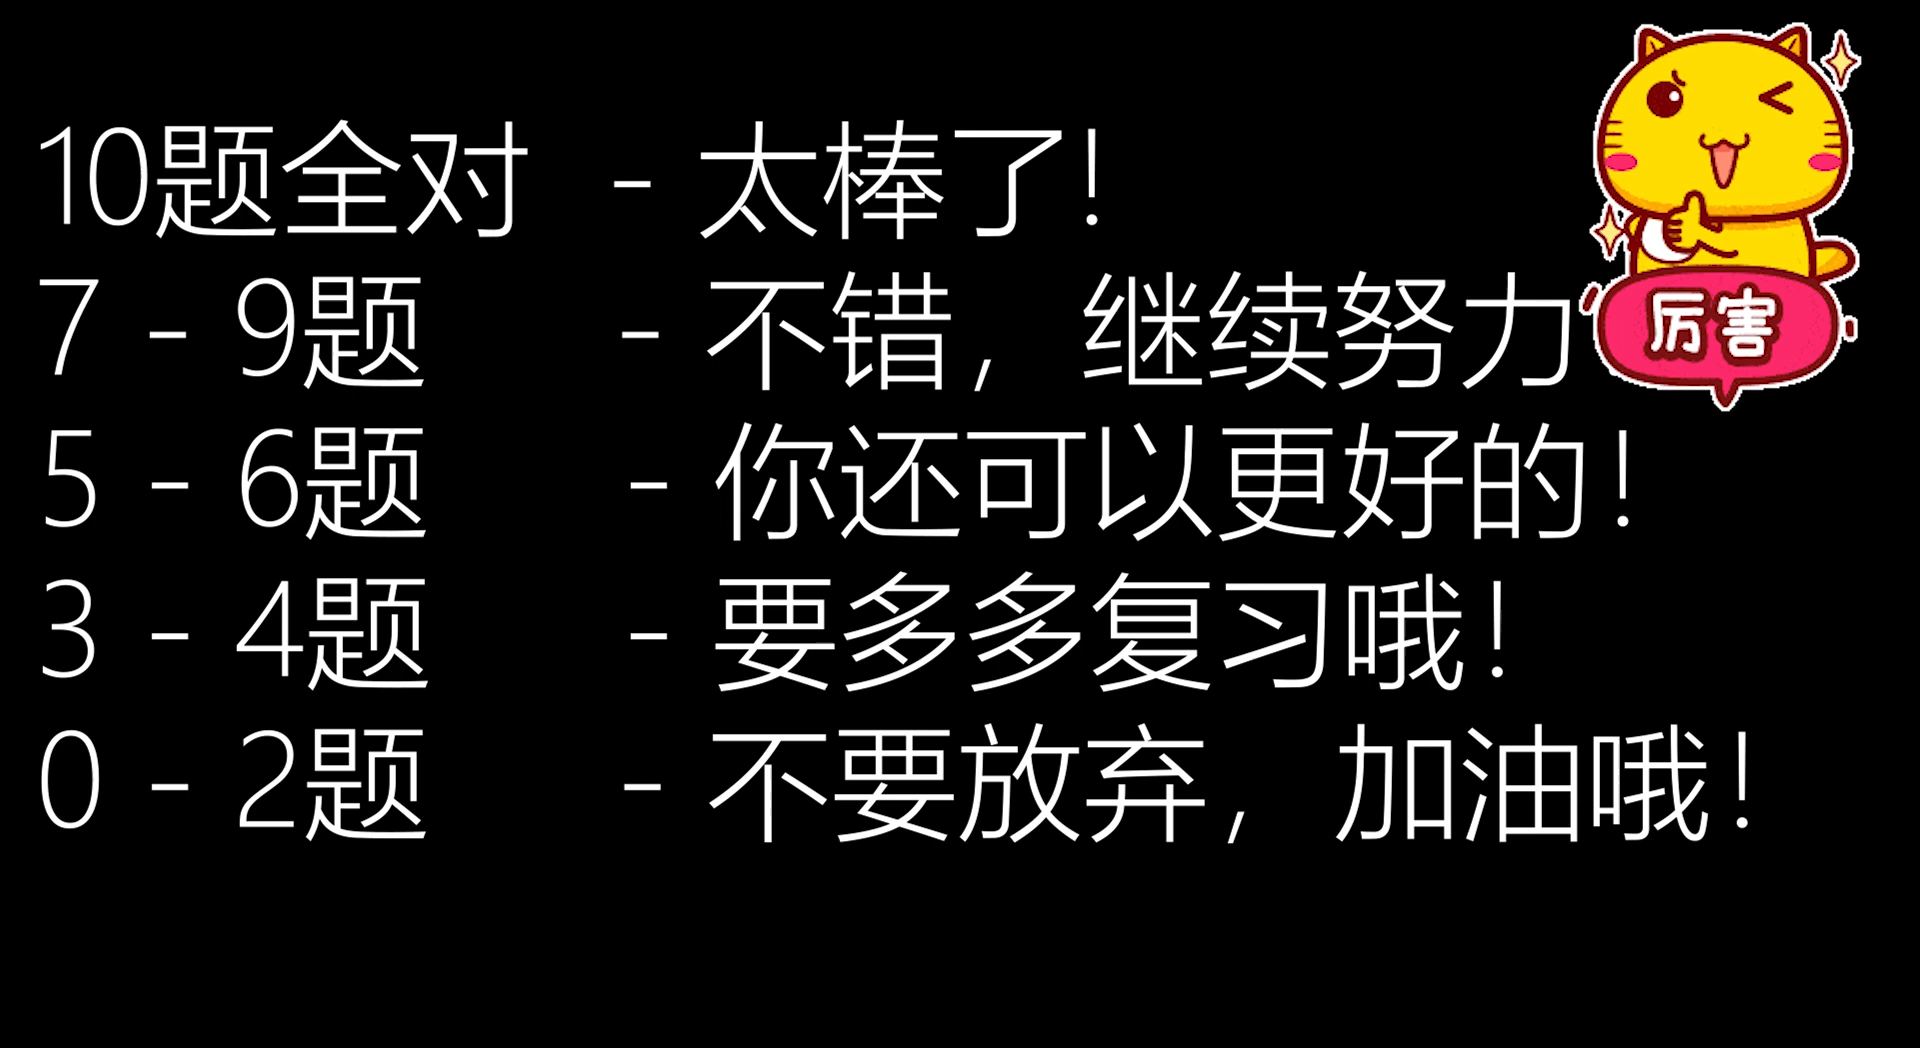 10题全对 - 太棒了！
7 - 9题 - 不错，继续努力
5 - 6题 - 你还可以更好的！
3 - 4题 - 要多多复习哦！
0 - 2题 - 不要放弃，加油哦！
厉害